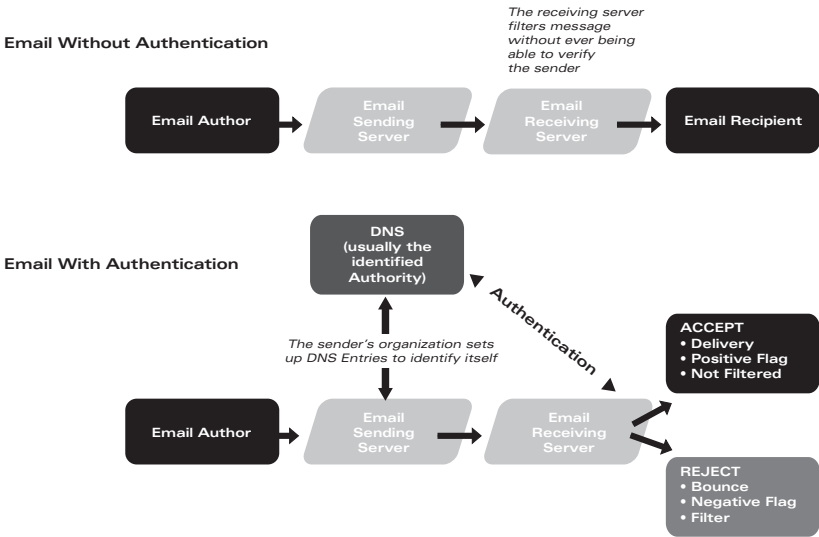 The receiving server
filters message
without ever being
able to verify
the sender
Email Without Authentication
Email Author
Email
Sending
Server
Email
Receiving
Server
Email Recipient
DNS
(usually the
identified
Authority)
Email With Authentication
Authentication
The sender's organization sets
up DNS Entries to identify itself
Email Author
Email
Sending
Server
Email
Receiving
Server
ACCEPT
• Delivery
• Positive Flag
• Not Filtered
REJECT
• Bounce
• Negative Flag
• Filter